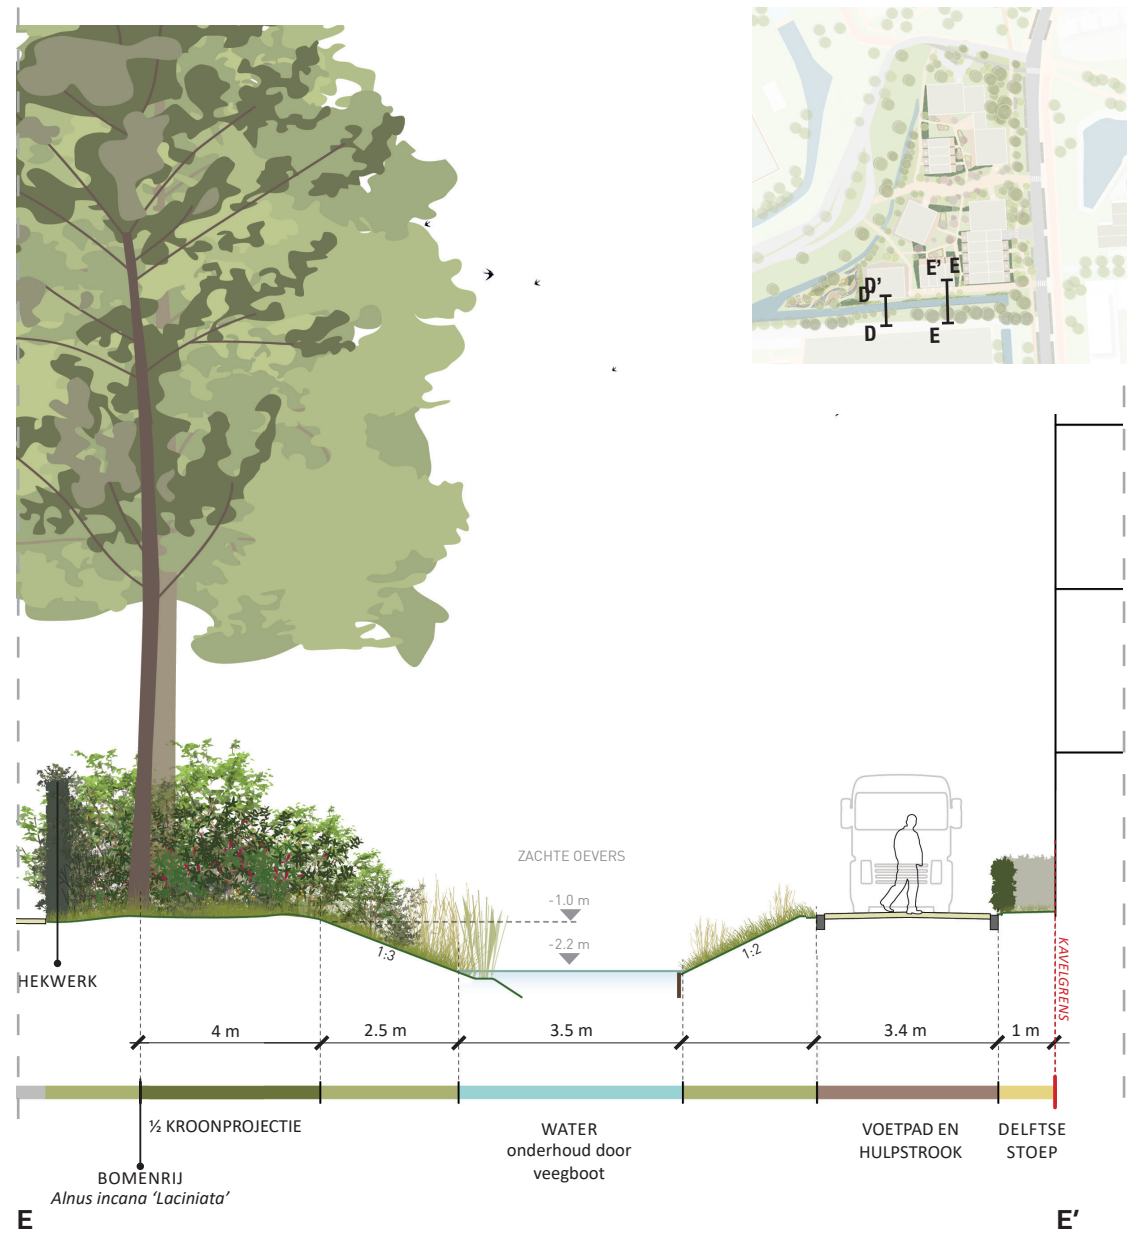 E' E
D'
D
D
E
ZACHTE OEVERS
-1.0 m
-2.2 m
1:3
1:2
HEKWERK
KAVELGRENS
4 m
2.5 m
3.5 m
3.4 m
1 m
½ KROONPROJECTIE
WATER
onderhoud door
veegboot
VOETPAD EN
HULPSTROOK
DELFTSE
STOEP
BOMENRIJ
Alnus incana ‘Laciniata’
E
E’